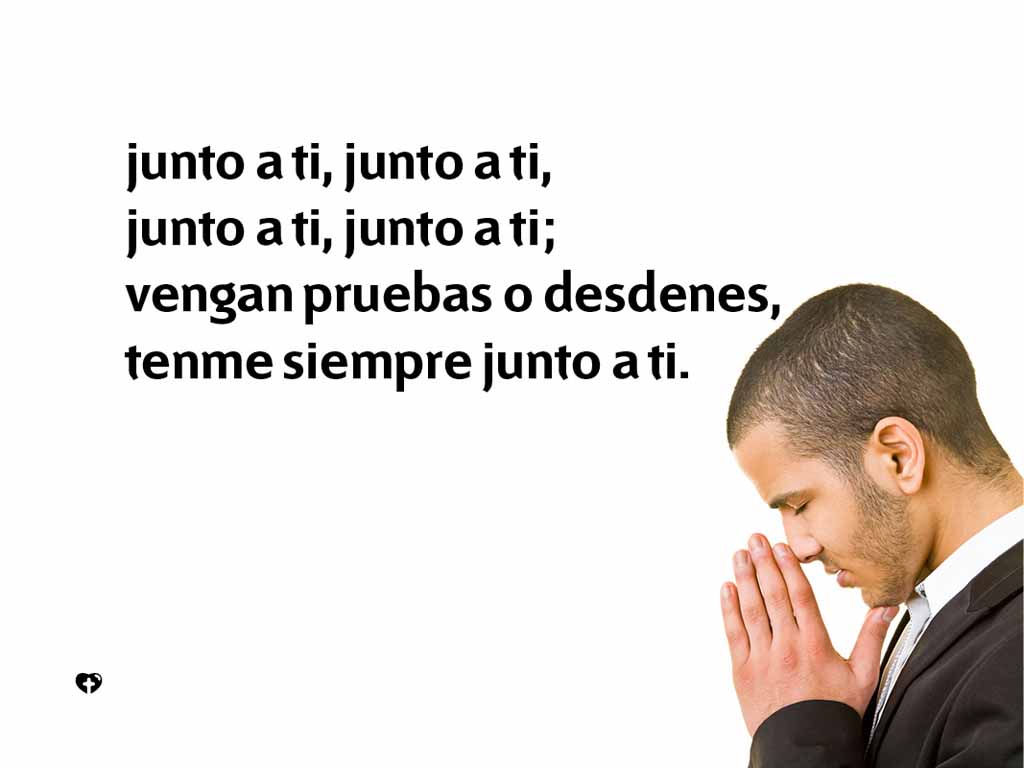 junto a ti, junto a ti,
junto a ti, junto a ti;
vengan pruebas o desdenes,
tenme siempre junto a ti.